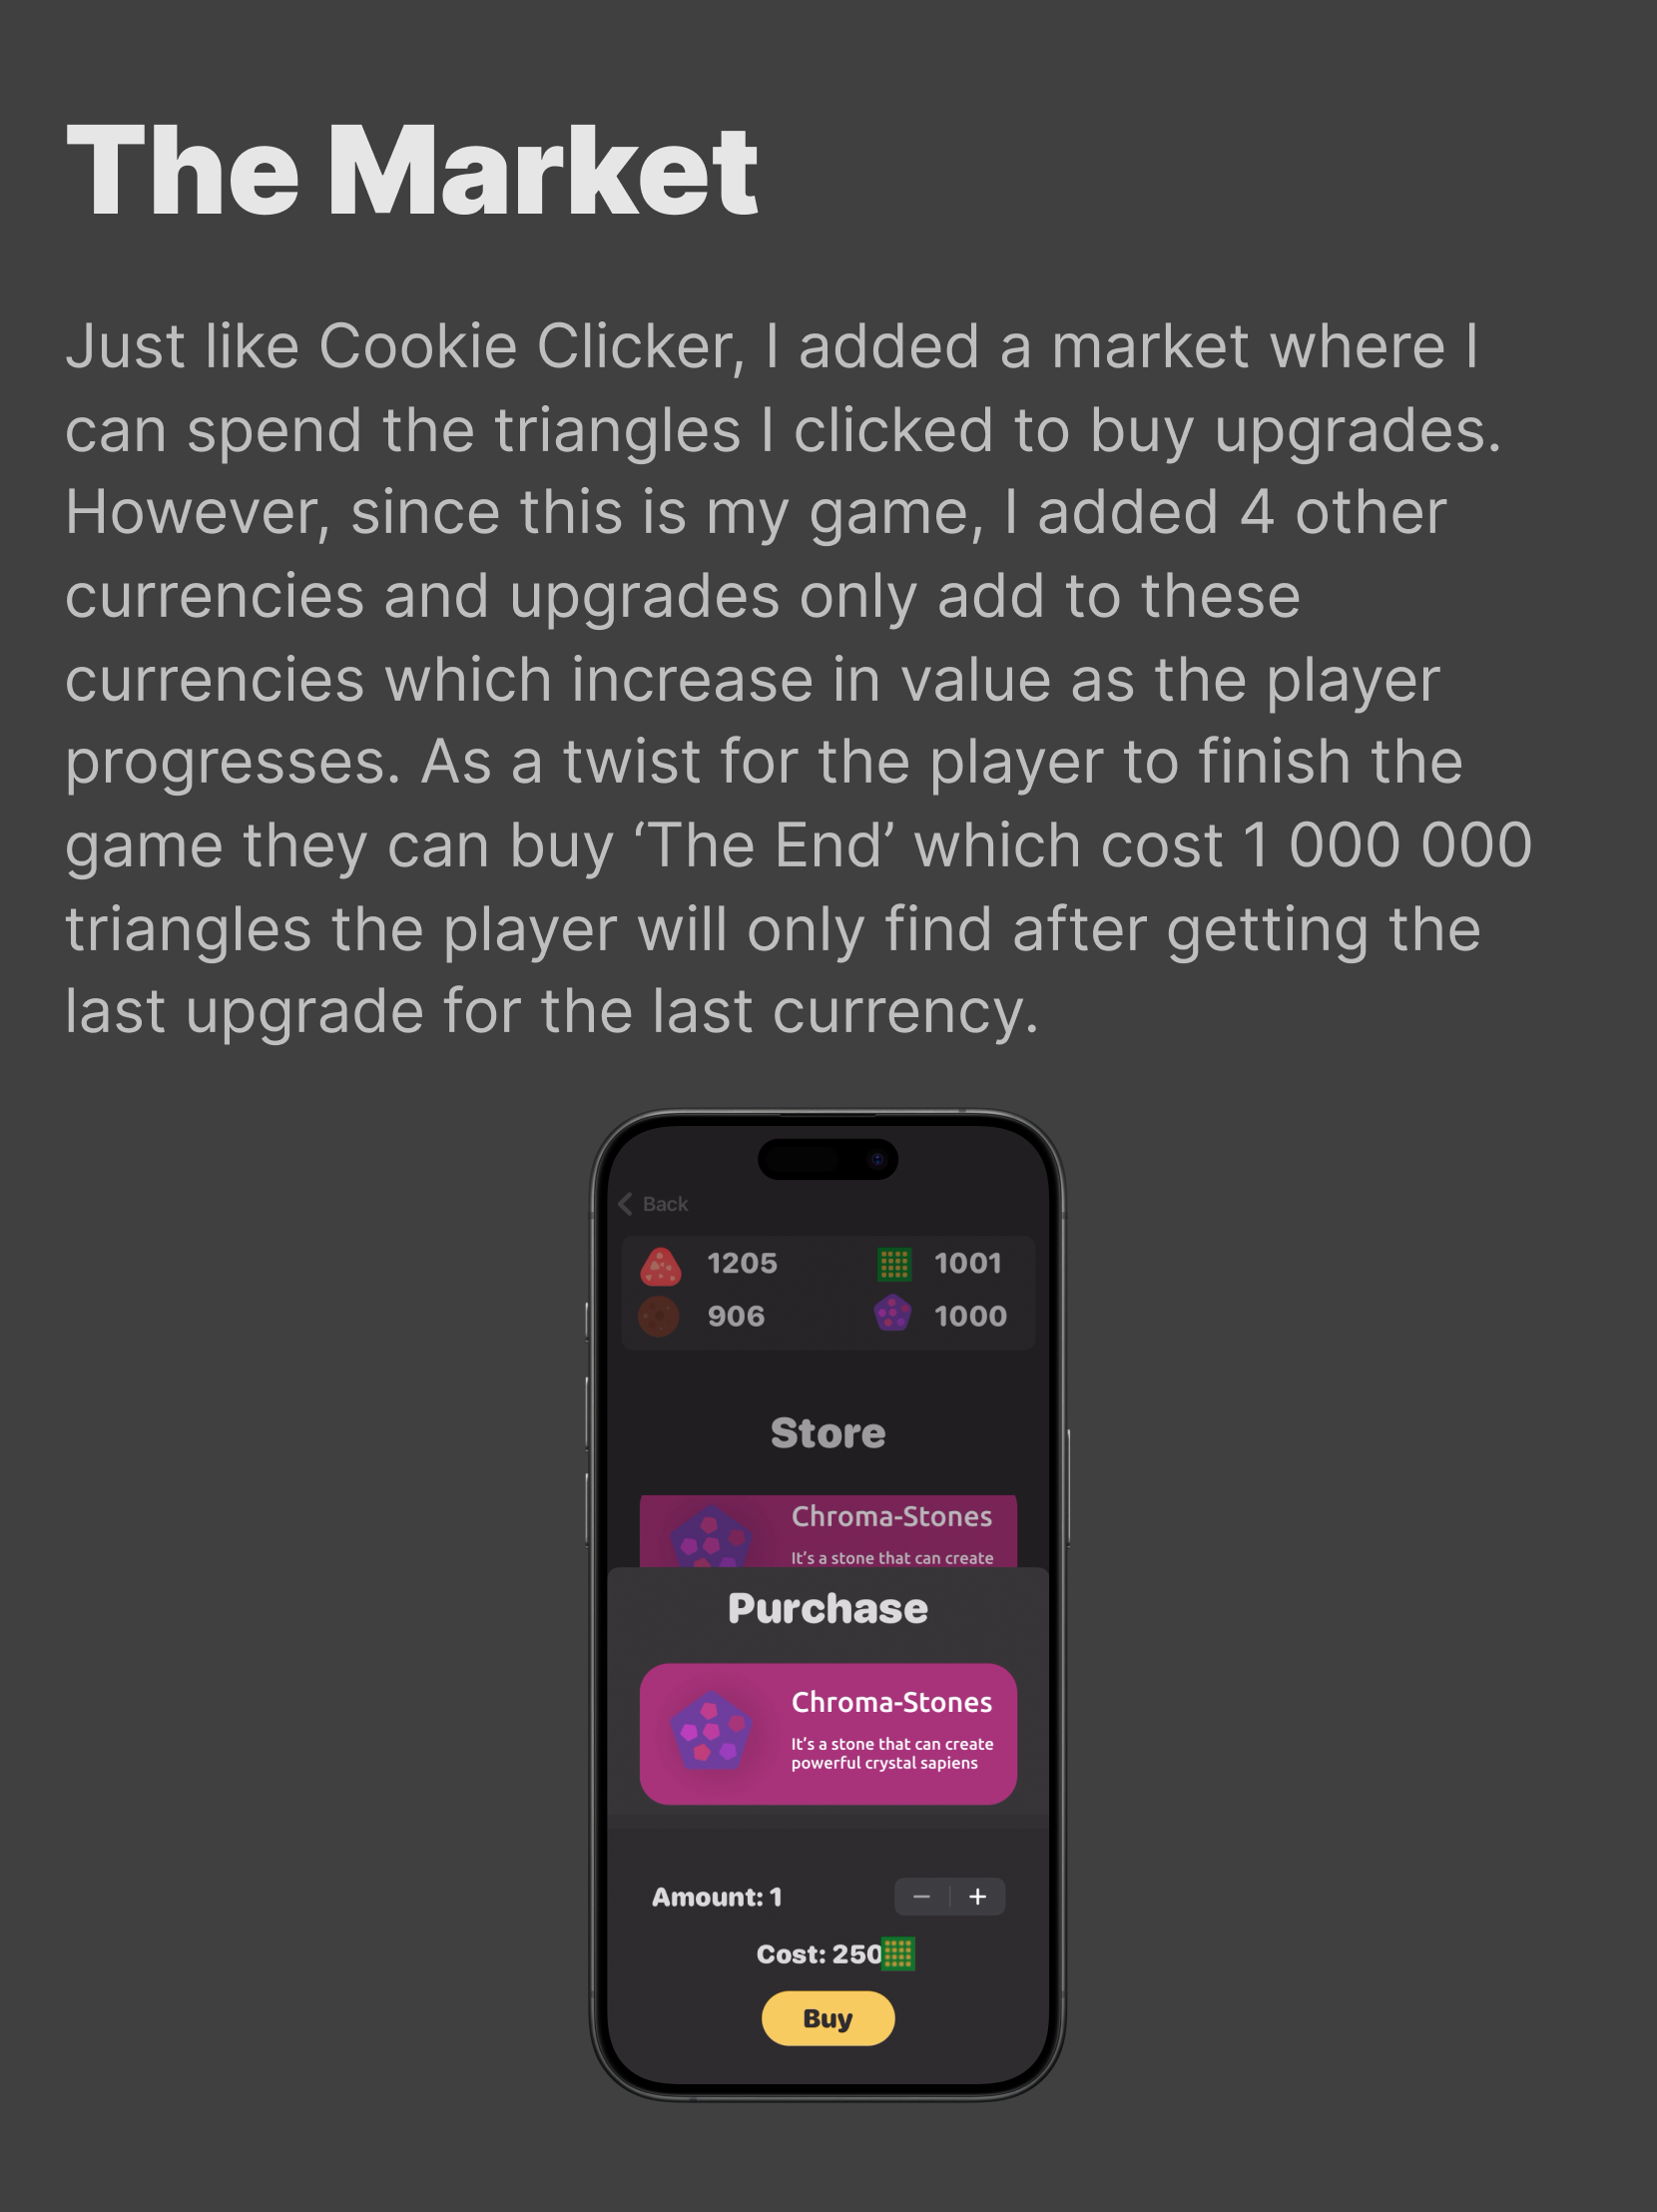 The Market
Just like Cookie Clicker, I added a market where I
can spend the triangles I clicked to buy upgrades.
However, since this is my game, I added 4 other
currencies and upgrades only add to these
currencies which increase in value as the player
progresses. As a twist for the player to finish the
game they can buy ‘The End’ which cost 1 000 000
triangles the player will only find after getting the
last upgrade for the last currency.
Back
1205 1001
906 1000
Store
Chroma-Stones
It’s a stone that can create
Purchase
Chroma-Stones
It’s a stone that can create
powerful crystal sapiens
Amount: 1 − +
Cost: 250
Buy